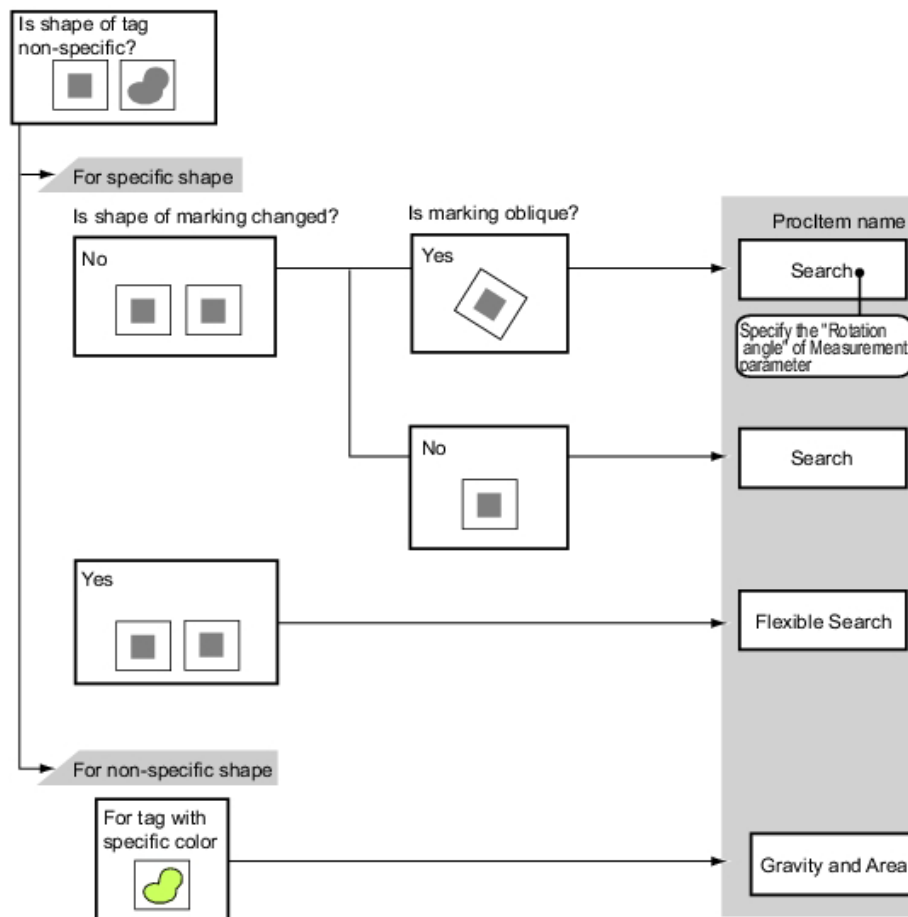 Is shape of tag
non-specific?
For specific shape
Is shape of marking changed?
Is marking oblique?
ProcItem name
No
Yes
Search
Specify the "Rotation
angle" of Measurement
parameter
No
Search
Yes
Flexible Search
For non-specific shape
For tag with
specific color
Gravity and Area